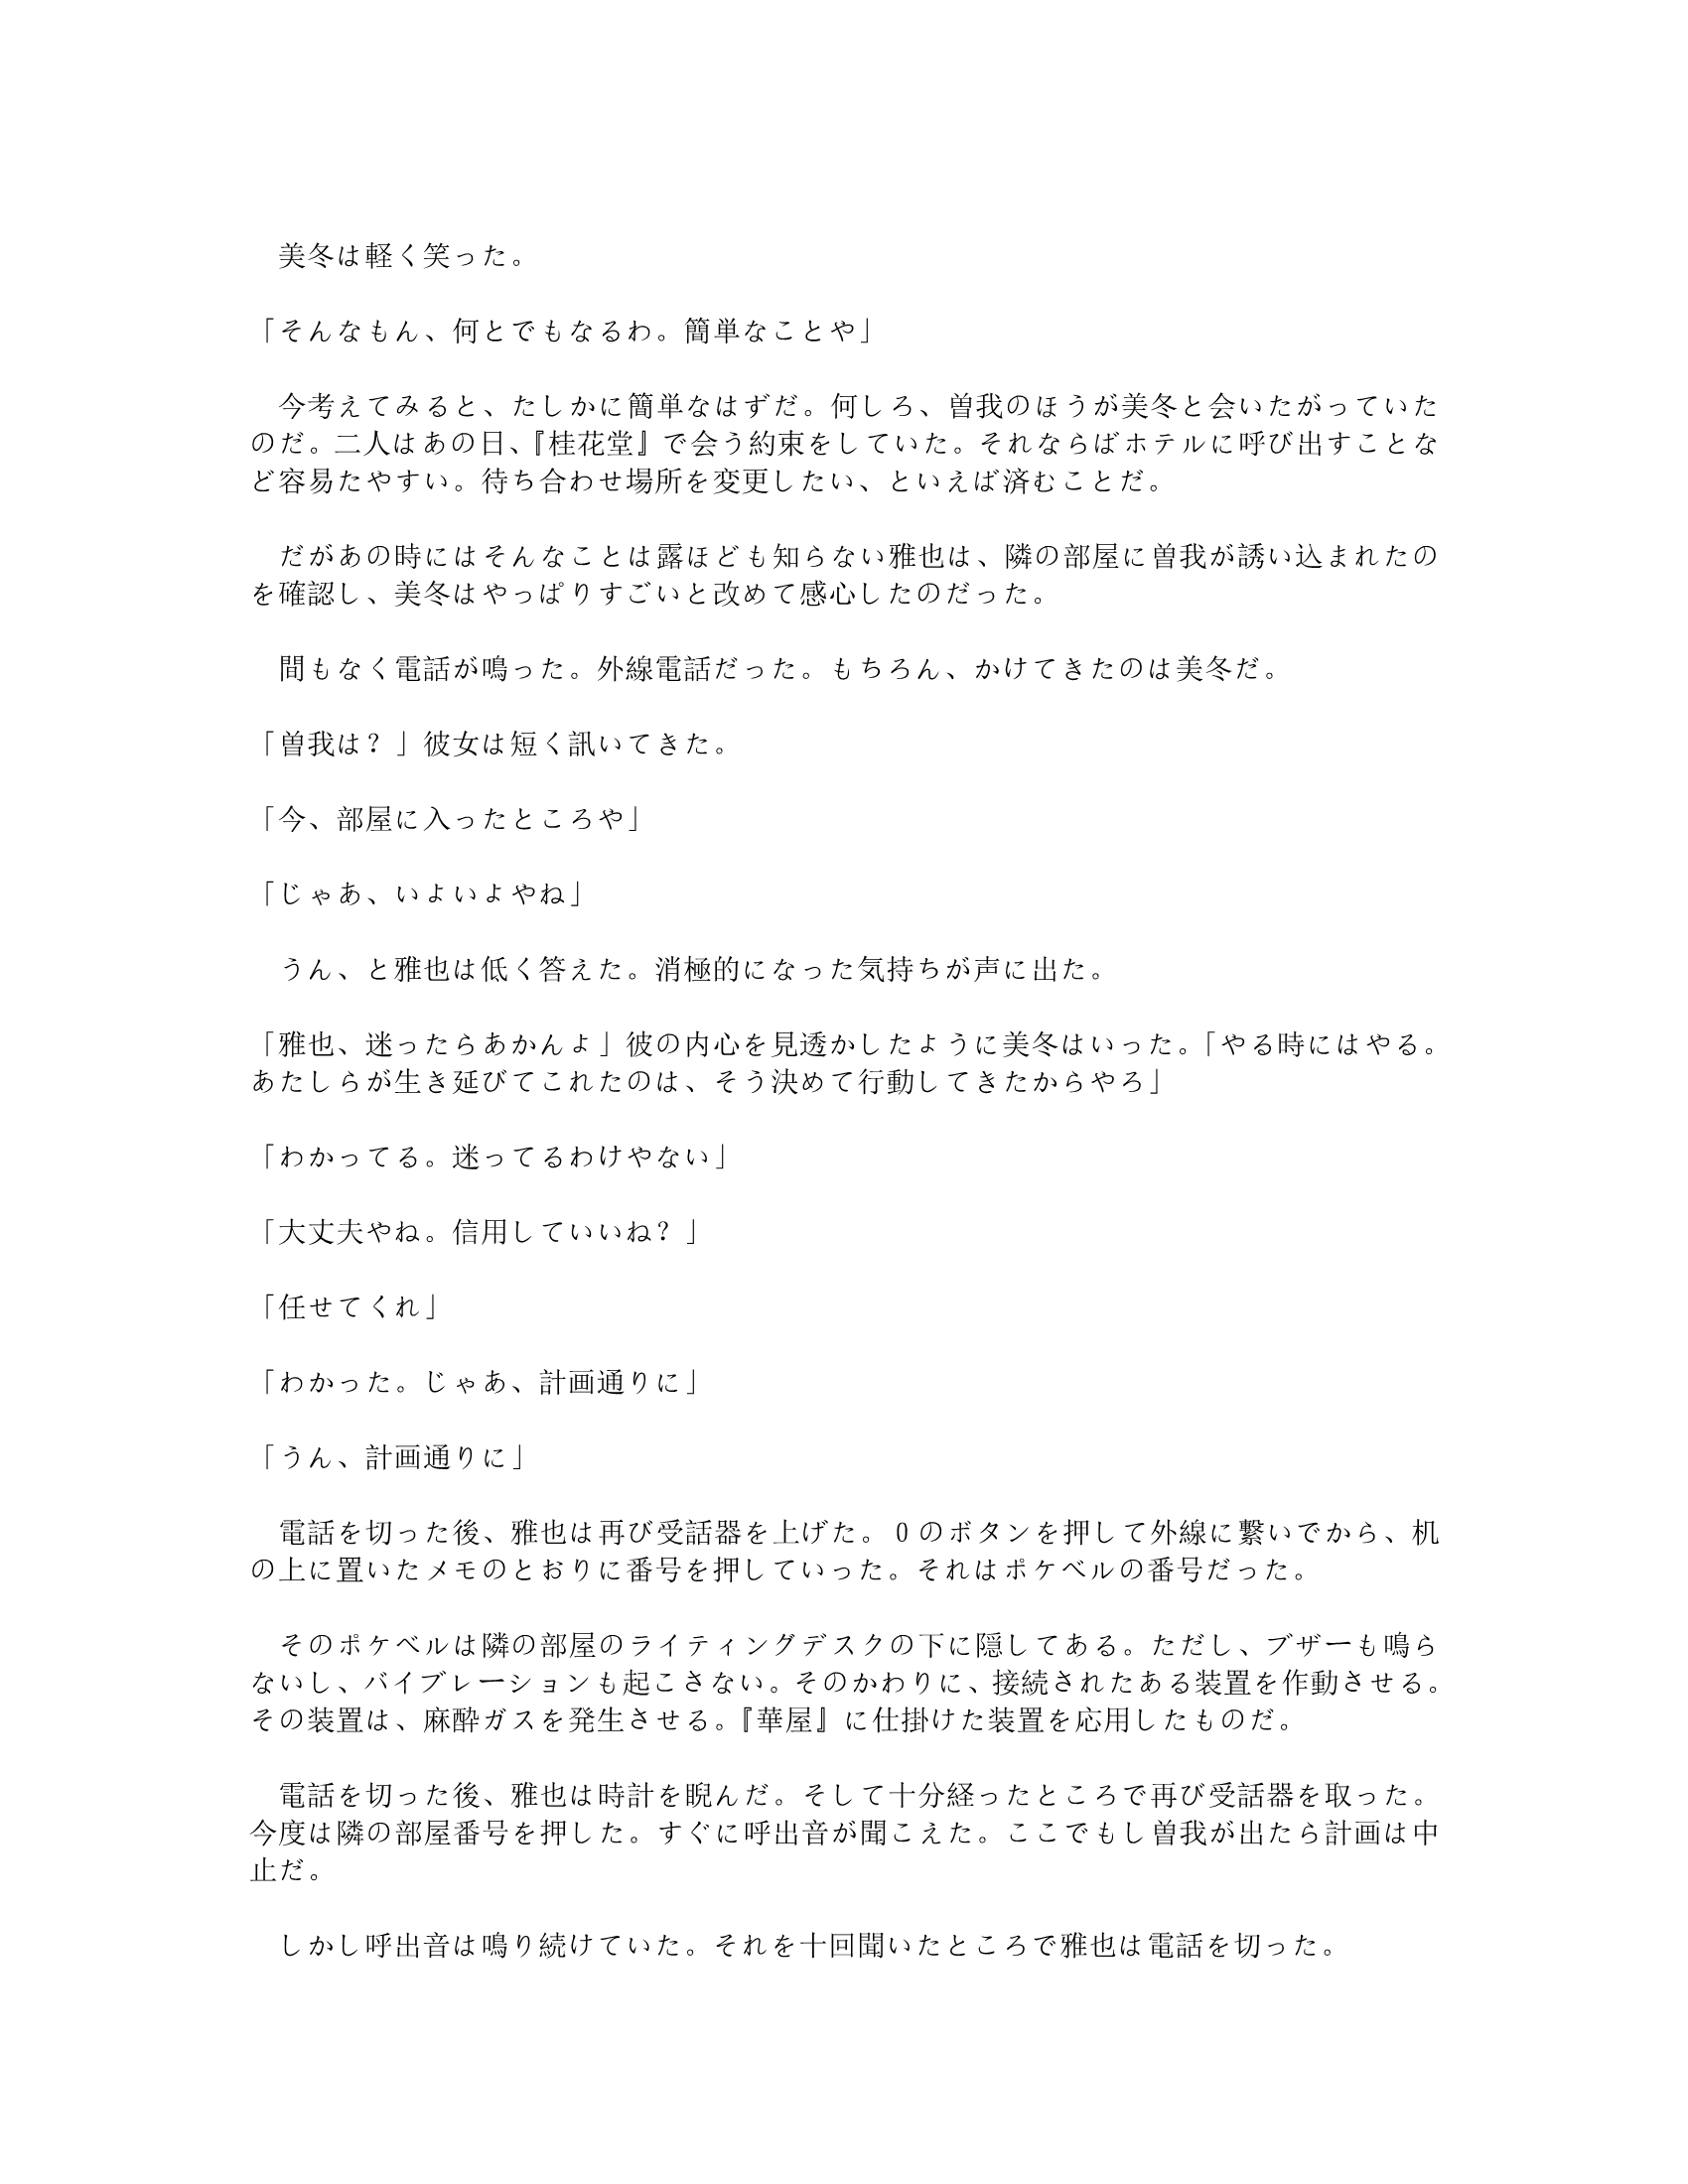 美冬は軽く笑った。
「そんなもん、何とでもなるわ。簡単なことや」
　今考えてみると、たしかに簡単なはずだ。何しろ、曽我のほうが美冬と会いたがっていた
のだ。二人はあの日、『桂花堂』で会う約束をしていた。それならばホテルに呼び出すことな
ど容易たやすい。待ち合わせ場所を変更したい、といえば済むことだ。
　だがあの時にはそんなことは露ほども知らない雅也は、隣の部屋に曽我が誘い込まれたの
を確認し、美冬はやっぱりすごいと改めて感心したのだった。
　間もなく電話が鳴った。外線電話だった。もちろん、かけてきたのは美冬だ。
「曽我は？」彼女は短く訊いてきた。
「今、部屋に入ったところや」
「じゃあ、いよいよやね」
　うん、と雅也は低く答えた。消極的になった気持ちが声に出た。
「雅也、迷ったらあかんよ」彼の内心を見透かしたように美冬はいった。「やる時にはやる。
あたしらが生き延びてこれたのは、そう決めて行動してきたからやろ」
「わかってる。迷ってるわけやない」
「大丈夫やね。信用していいね？」
「任せてくれ」
「わかった。じゃあ、計画通りに」
「うん、計画通りに」
　電話を切った後、雅也は再び受話器を上げた。０のボタンを押して外線に繋いでから、机
の上に置いたメモのとおりに番号を押していった。それはポケベルの番号だった。
　そのポケベルは隣の部屋のライティングデスクの下に隠してある。ただし、ブザーも鳴ら
ないし、バイブレーションも起こさない。そのかわりに、接続されたある装置を作動させる。
その装置は、麻酔ガスを発生させる。『華屋』に仕掛けた装置を応用したものだ。
　電話を切った後、雅也は時計を睨んだ。そして十分経ったところで再び受話器を取った。
今度は隣の部屋番号を押した。すぐに呼出音が聞こえた。ここでもし曽我が出たら計画は中
止だ。
　しかし呼出音は鳴り続けていた。それを十回聞いたところで雅也は電話を切った。